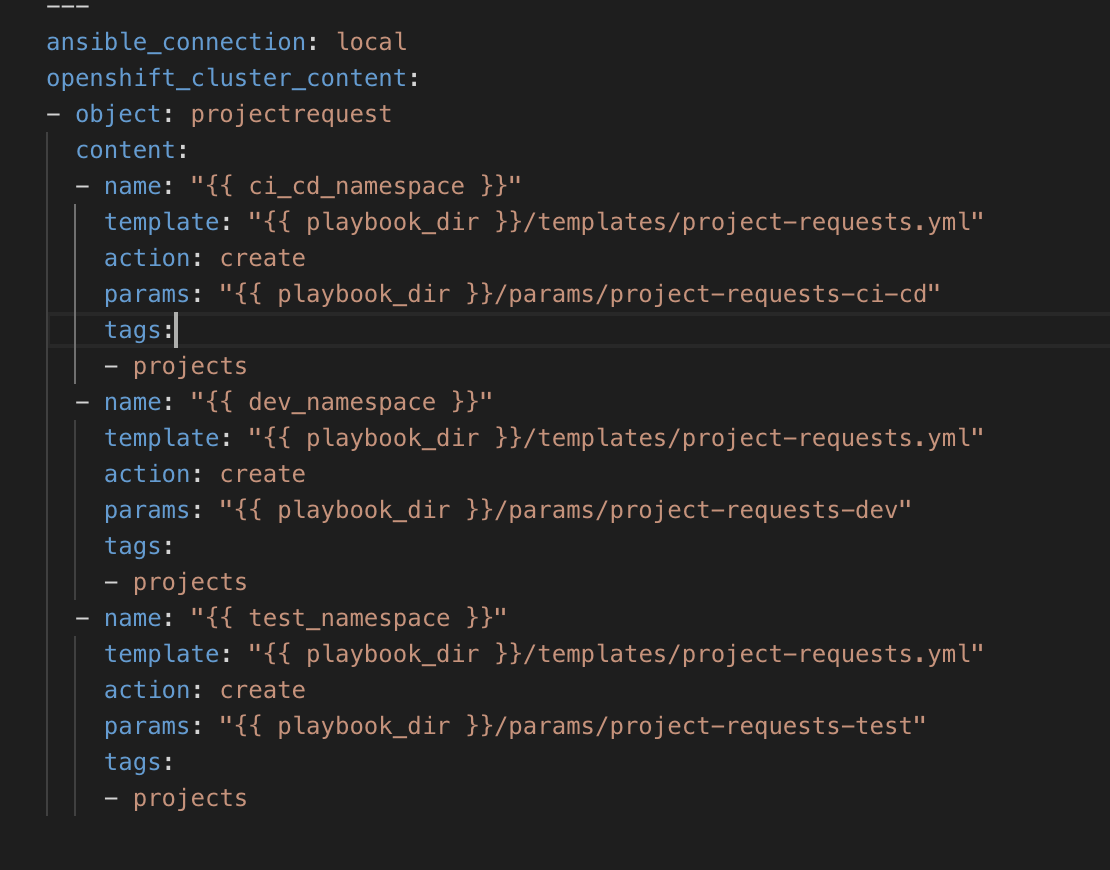 ---
ansible_connection: local
openshift_cluster_content:
- object: projectrequest
  content:
  - name: "{{ ci_cd_namespace }}"
    template: "{{ playbook_dir }}/templates/project-requests.yml"
    action: create
    params: "{{ playbook_dir }}/params/project-requests-ci-cd"
    tags:
    - projects
  - name: "{{ dev_namespace }}"
    template: "{{ playbook_dir }}/templates/project-requests.yml"
    action: create
    params: "{{ playbook_dir }}/params/project-requests-dev"
    tags:
    - projects
  - name: "{{ test_namespace }}"
    template: "{{ playbook_dir }}/templates/project-requests.yml"
    action: create
    params: "{{ playbook_dir }}/params/project-requests-test"
    tags:
    - projects